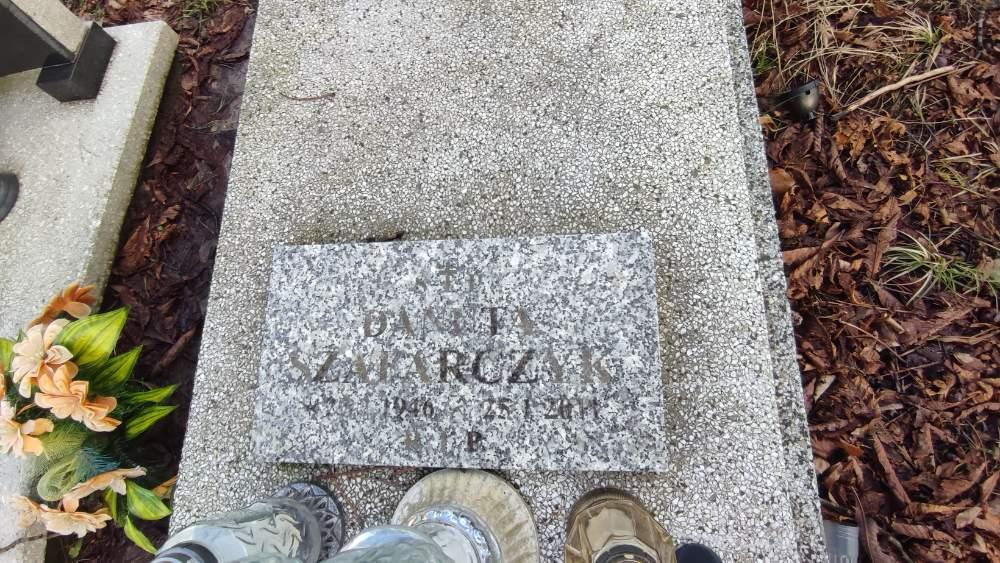 DANUTA
SZAFARCZYK
1946 25 I 2011
R.I.P.